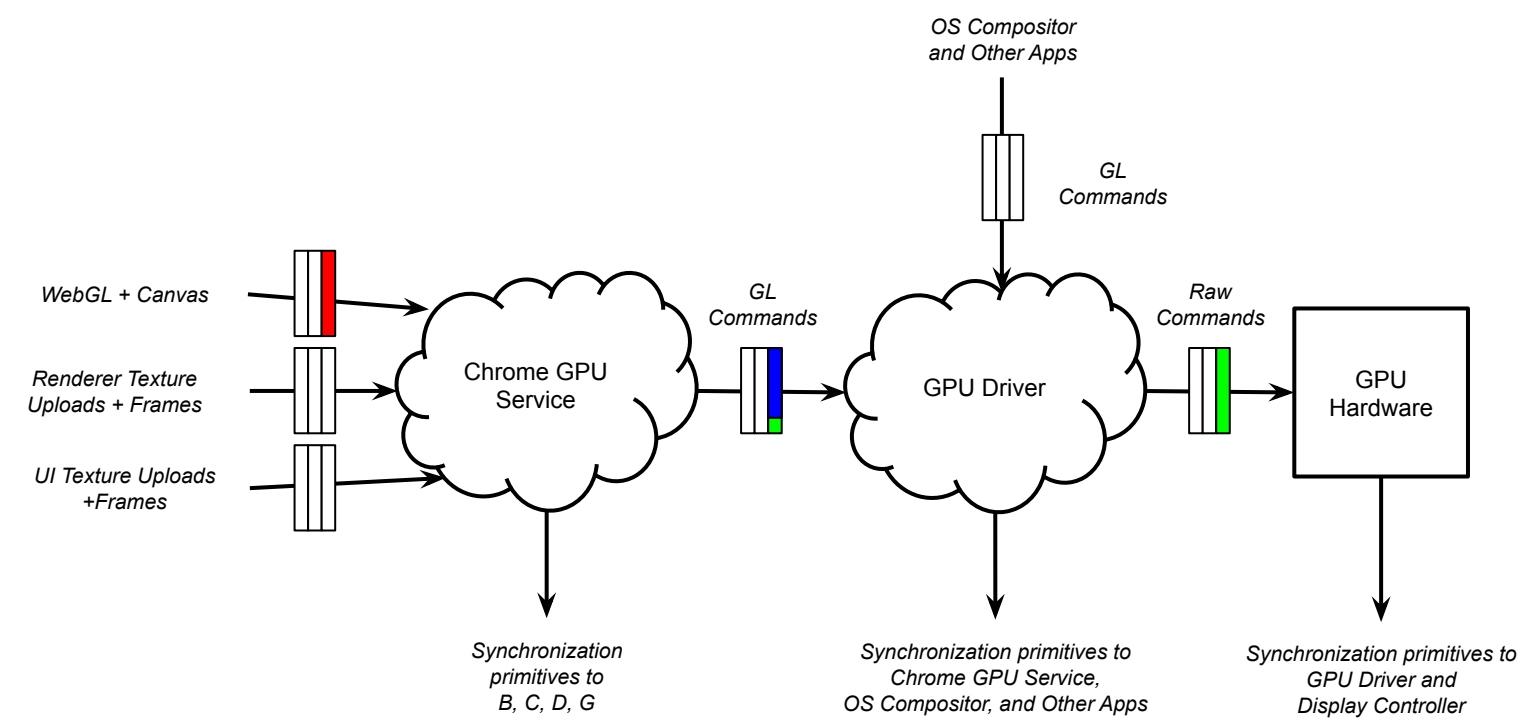 OS Compositor
and Other Apps
GL
Commands
WebGL + Canvas
GL
Commands
Raw
Commands
Renderer Texture
Uploads + Frames
Chrome GPU
Service
GPU Driver
GPU
Hardware
UI Texture Uploads
+Frames
Synchronization
primitives to
B, C, D, G
Synchronization primitives to
Chrome GPU Service,
OS Compositor, and Other Apps
Synchronization primitives to
GPU Driver and
Display Controller